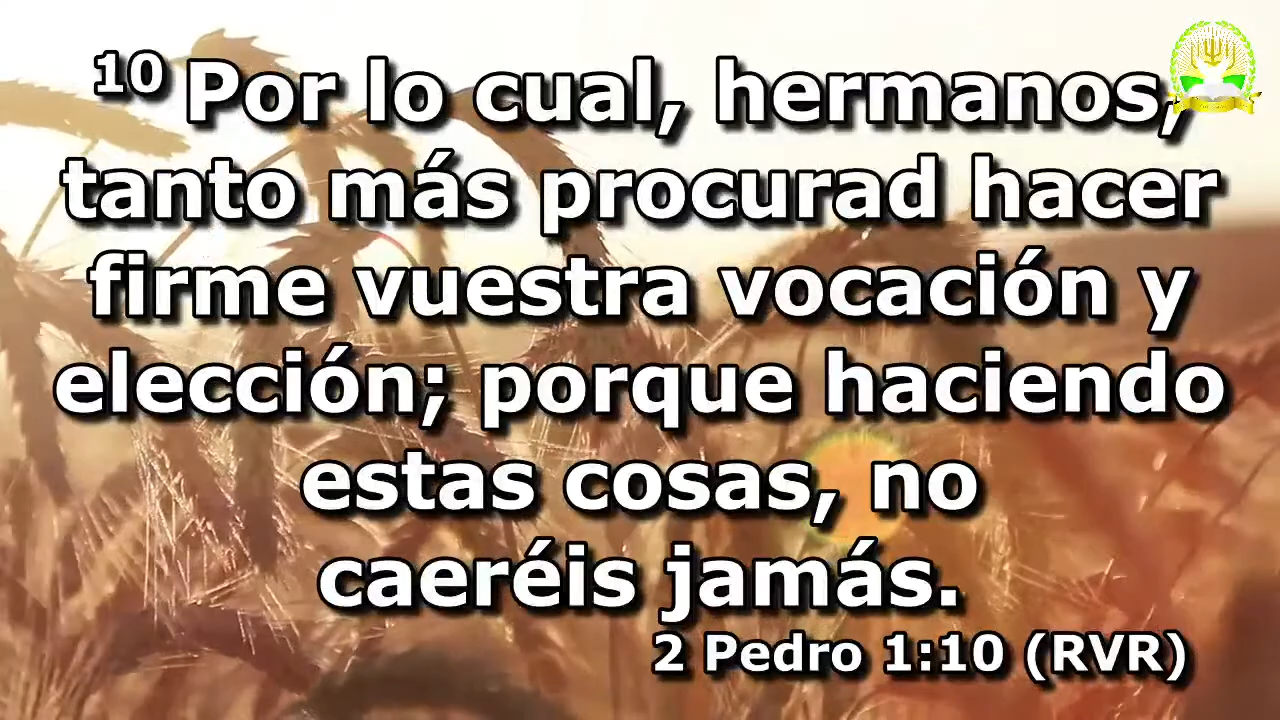 10 Por lo cual, hermanos,
tanto más procurad hacer
firme vuestra vocación y
elección; porque haciendo
estas cosas, no
caeréis jamás.
2 Pedro 1:10 (RVR)